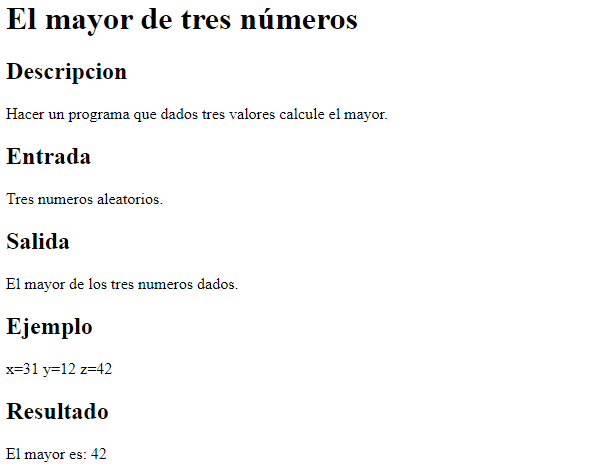 El mayor de tres números
Descripcion
Hacer un programa que dados tres valores calcule el mayor.
Entrada
Tres numeros aleatorios.
Salida
El mayor de los tres numeros dados.
Ejemplo
x=31 y=12 z=42
Resultado
El mayor es: 42